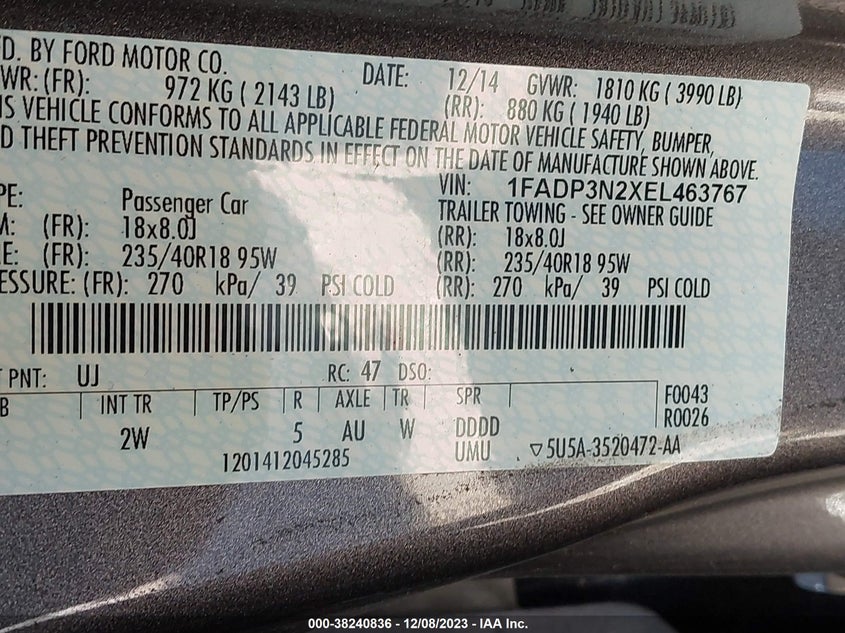 D. BY FORD MOTOR CO.
DATE: 12/14 GVWR: 1810 KG ( 3990 LB)
WR: (FR): 972 KG ( 2143 LB) (RR): 880 KG ( 1940 LB)
S VEHICLE CONFORMS TO ALL APPLICABLE FEDERAL MOTOR VEHICLE SAFETY, BUMPER,
D THEFT PREVENTION STANDARDS IN EFFECT ON THE DATE OF MANUFACTURE SHOWN ABOVE.
VIN: 1FADP3N2XEL463767
PE: Passenger Car TRAILER TOWING - SEE OWNER GUIDE
M: (FR): 18x8.0J (RR): 18x8.0J
E: (FR): 235/40R18 95W (RR): 235/40R18 95W
ESSURE: (FR): 270 kPa/ 39 PSI COLD (RR): 270 kPa/ 39 PSI COLD
T PNT: UJ RC: 47 DSO:
B INT TR TP/PS R AXLE TR SPR F0043
R0026
2W 5 AU W DDDD
1201412045285 UMU ▽5U5A-3520472-AA
000-38240836 - 12/08/2023 - IAA Inc.